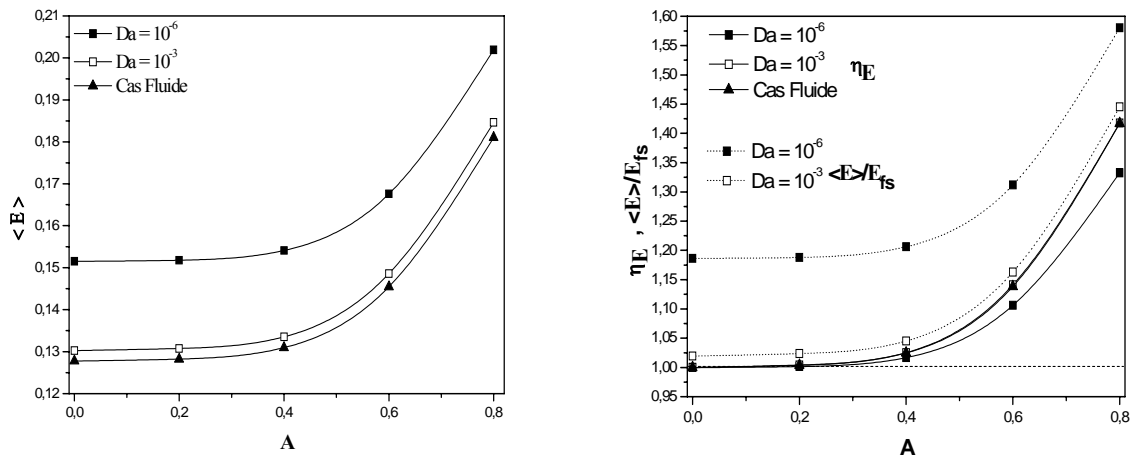 0,21
0,20
0,19
0,18
0,17
0,16
0,15
0,14
0,13
0,12
< E >
Da = 10⁻⁶
Da = 10⁻³
Cas Fluide
0,0 0,2 0,4 0,6 0,8
A
1,60
1,55
1,50
1,45
1,40
1,35
1,30
1,25
1,20
1,15
1,10
1,05
1,00
0,95
ηE , <E>/Efs
Da = 10⁻⁶
Da = 10⁻³ ηE
Cas Fluide
Da = 10⁻⁶
Da = 10⁻³ <E>/Efs
0,0 0,2 0,4 0,6 0,8
A